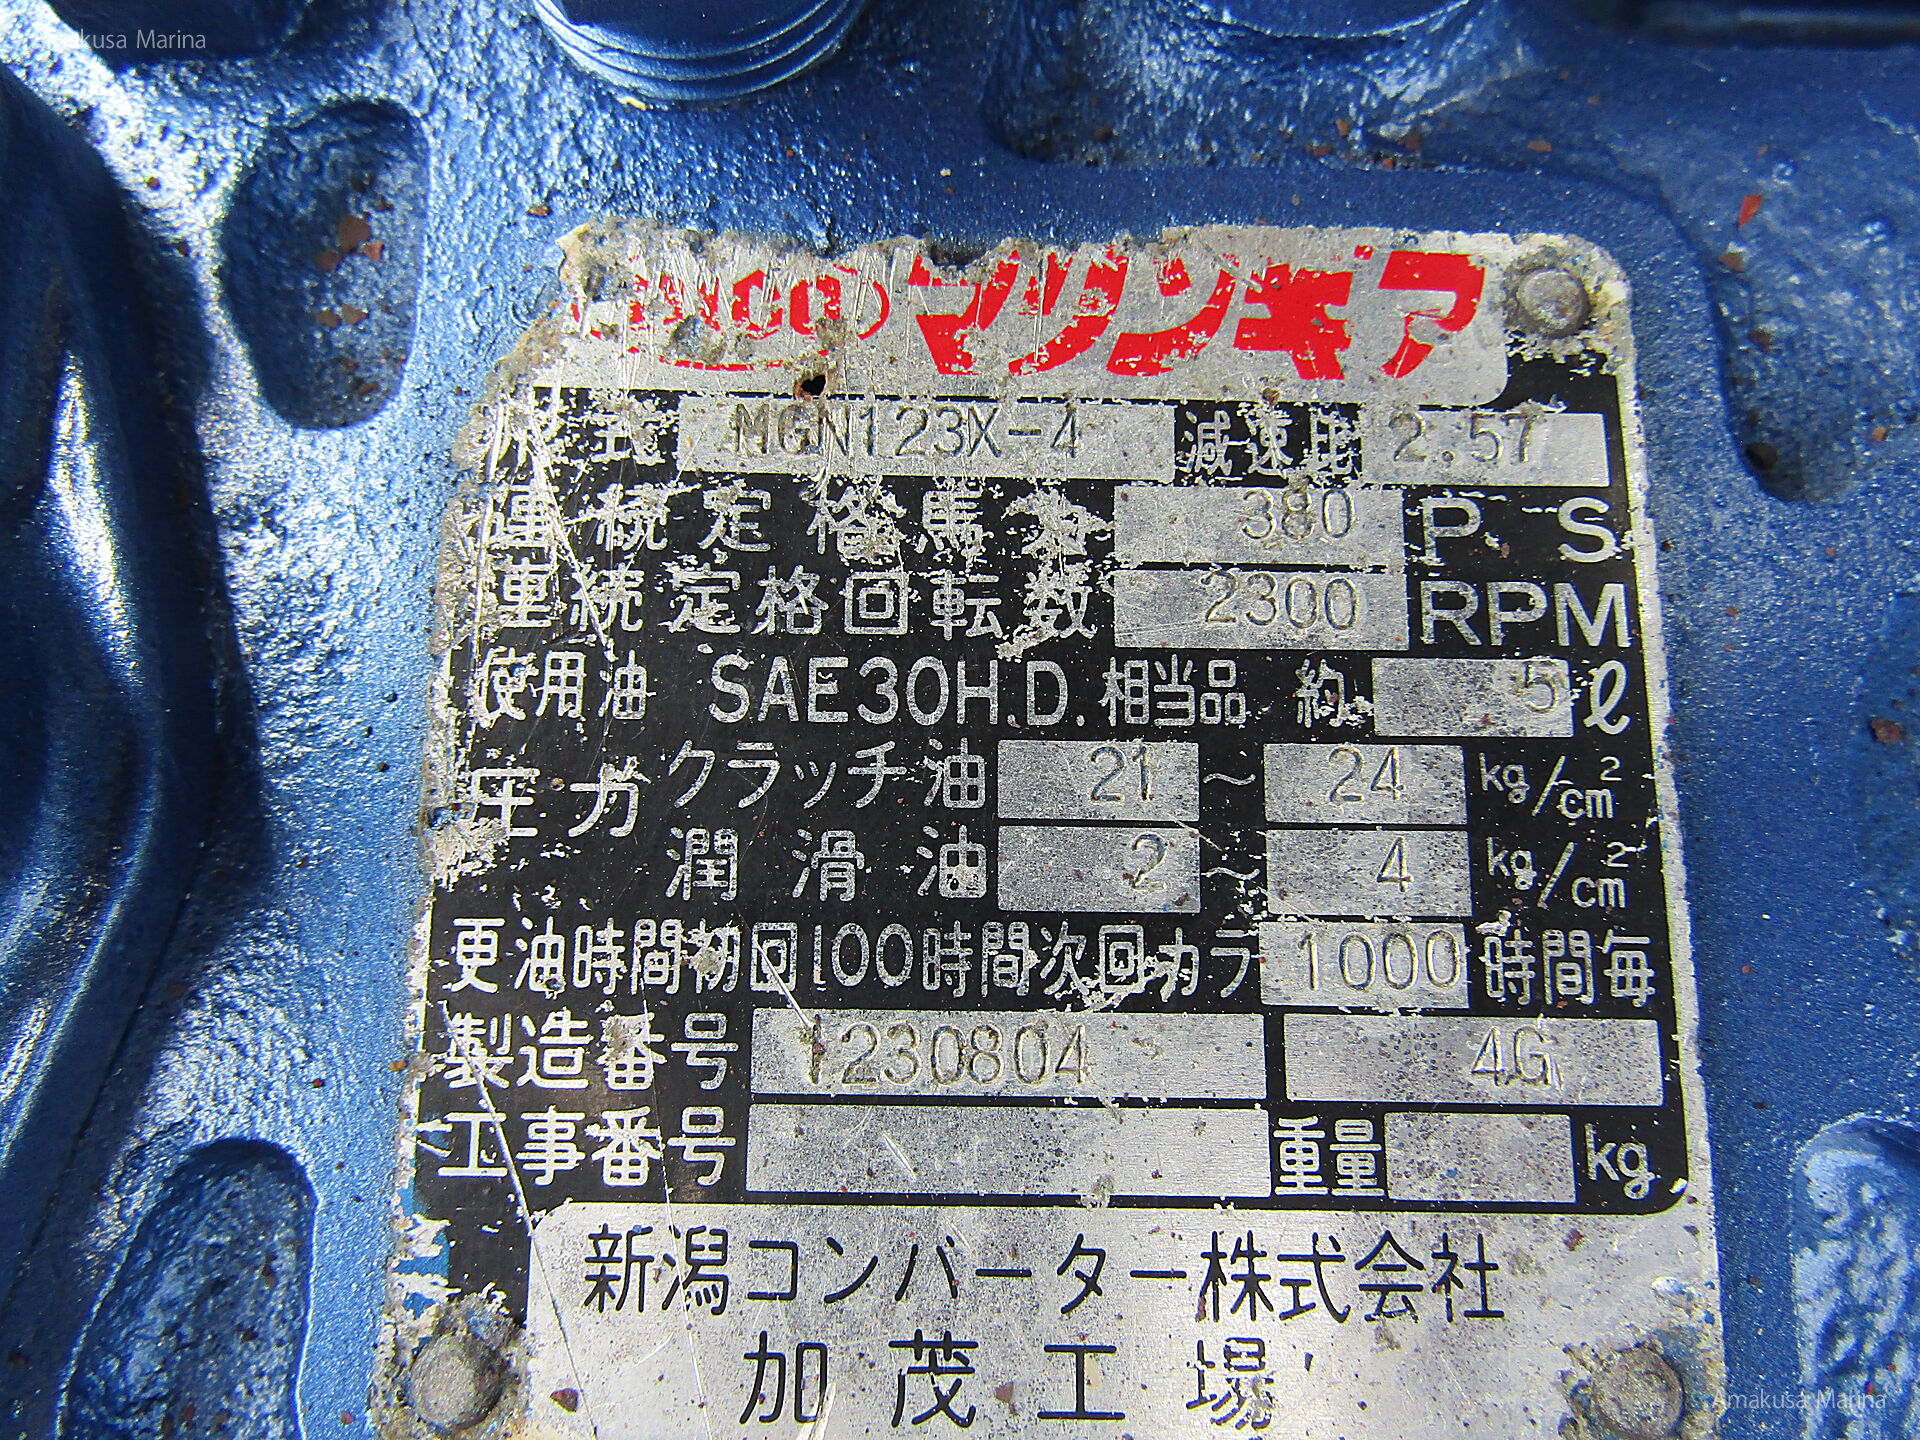 Amakusa Marina
マリンギア
型式 MGN123X-4 減速比 2.57
連続定格馬力 380 PS
連続定格回転数 2300 RPM
使用油 SAE30H.D.相当品 約 5 ℓ
圧力 クラッチ油 21 ~ 24 kg/cm²
潤滑油 2 ~ 4 kg/cm²
更油時間初回100時間次回カラ 1000 時間毎
製造番号 1230804 4G
工事番号 重量 kg
新潟コンバーター株式会社
加茂工場
Amakusa Marina